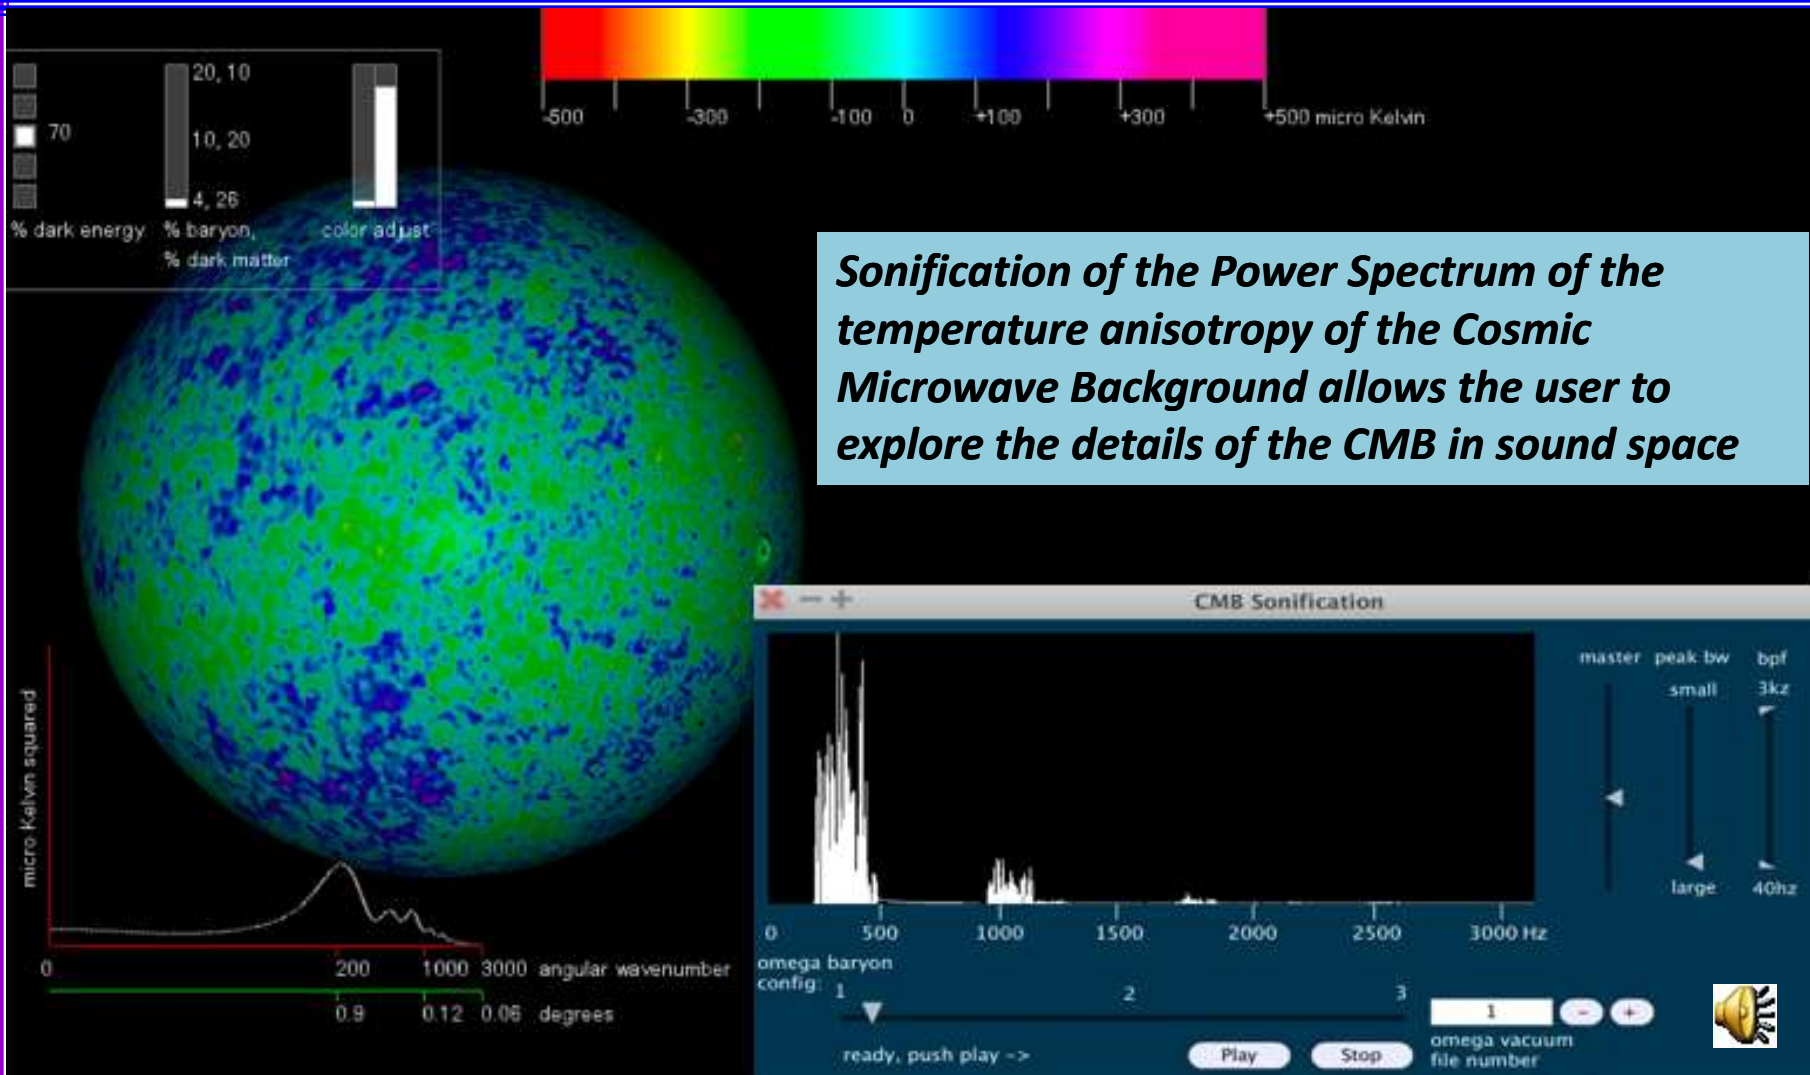 -500 -300 -100 0 +100 +300 +500 micro Kelvin
20, 10
70
10, 20
4, 26
% dark energy % baryon, color adjust
% dark matter
Sonification of the Power Spectrum of the
temperature anisotropy of the Cosmic
Microwave Background allows the user to
explore the details of the CMB in sound space
micro Kelvin squared
0 200 1000 3000 angular wavenumber
0.9 0.12 0.06 degrees
CMB Sonification
master peak bw bpf
small 3kz
large 40hz
0 500 1000 1500 2000 2500 3000 Hz
omega baryon
config: 1 2 3
1 - +
omega vacuum
file number
ready, push play -> Play Stop